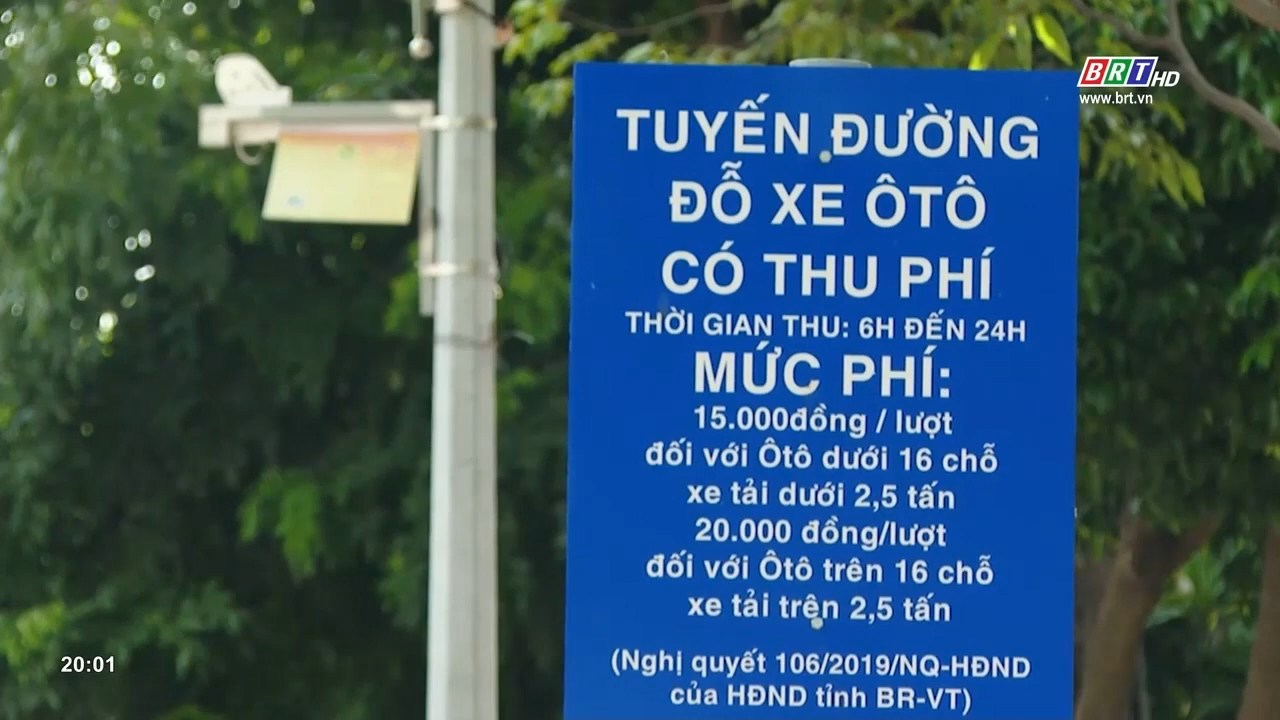 BRT HD
www.brt.vn
TUYẾN ĐƯỜNG
ĐỖ XE ÔTÔ
CÓ THU PHÍ
THỜI GIAN THU: 6H ĐẾN 24H
MỨC PHÍ:
15.000đồng / lượt
đối với Ôtô dưới 16 chỗ
xe tải dưới 2,5 tấn
20.000 đồng/lượt
đối với Ôtô trên 16 chỗ
xe tải trên 2,5 tấn
(Nghị quyết 106/2019/NQ-HĐND
của HĐND tỉnh BR-VT)
20:01